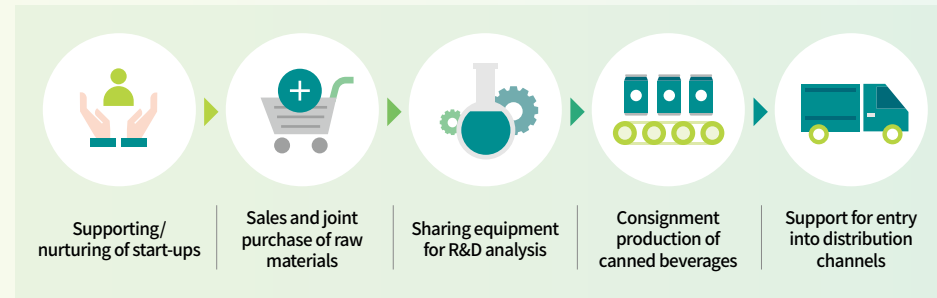 Supporting/
nurturing of start-ups
Sales and joint
purchase of raw
materials
Sharing equipment
for R&D analysis
Consignment
production of
canned beverages
Support for entry
into distribution
channels